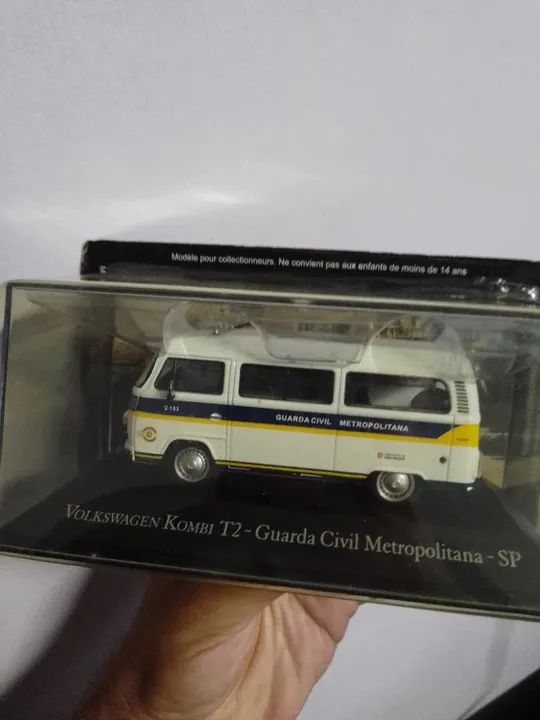 Modèle pour collectionneurs. Ne convient pas aux enfants de moins de 14 ans
Q 153
GUARDA CIVIL METROPOLITANA
VOLKSWAGEN KOMBI T2 - Guarda Civil Metropolitana - SP